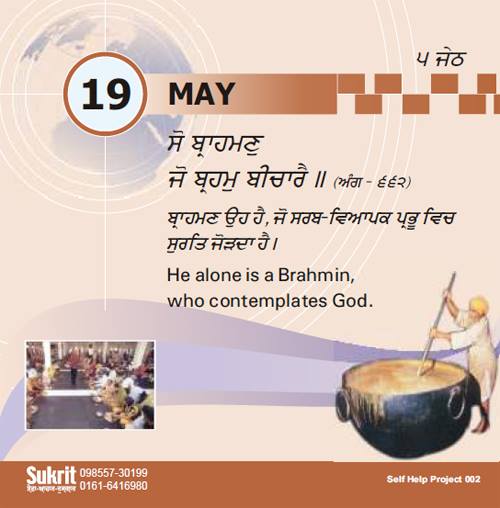 ੫ ਜੇਠ
19 MAY
ਸੋ ਬ੍ਰਾਹਮਣੁ
ਜੋ ਬ੍ਰਹਮੁ ਬੀਚਾਰੈ ॥ (ਅੰਗ - ੬੬੨)
ਬ੍ਰਾਹਮਣ ਉਹ ਹੈ, ਜੋ ਸਰਬ-ਵਿਆਪਕ ਪ੍ਰਭੂ ਵਿਚ
ਸੁਰਤਿ ਜੋੜਦਾ ਹੈ।
He alone is a Brahmin,
who contemplates God.
Sukrit 098557-30199
0161-6416980
Self Help Project 002